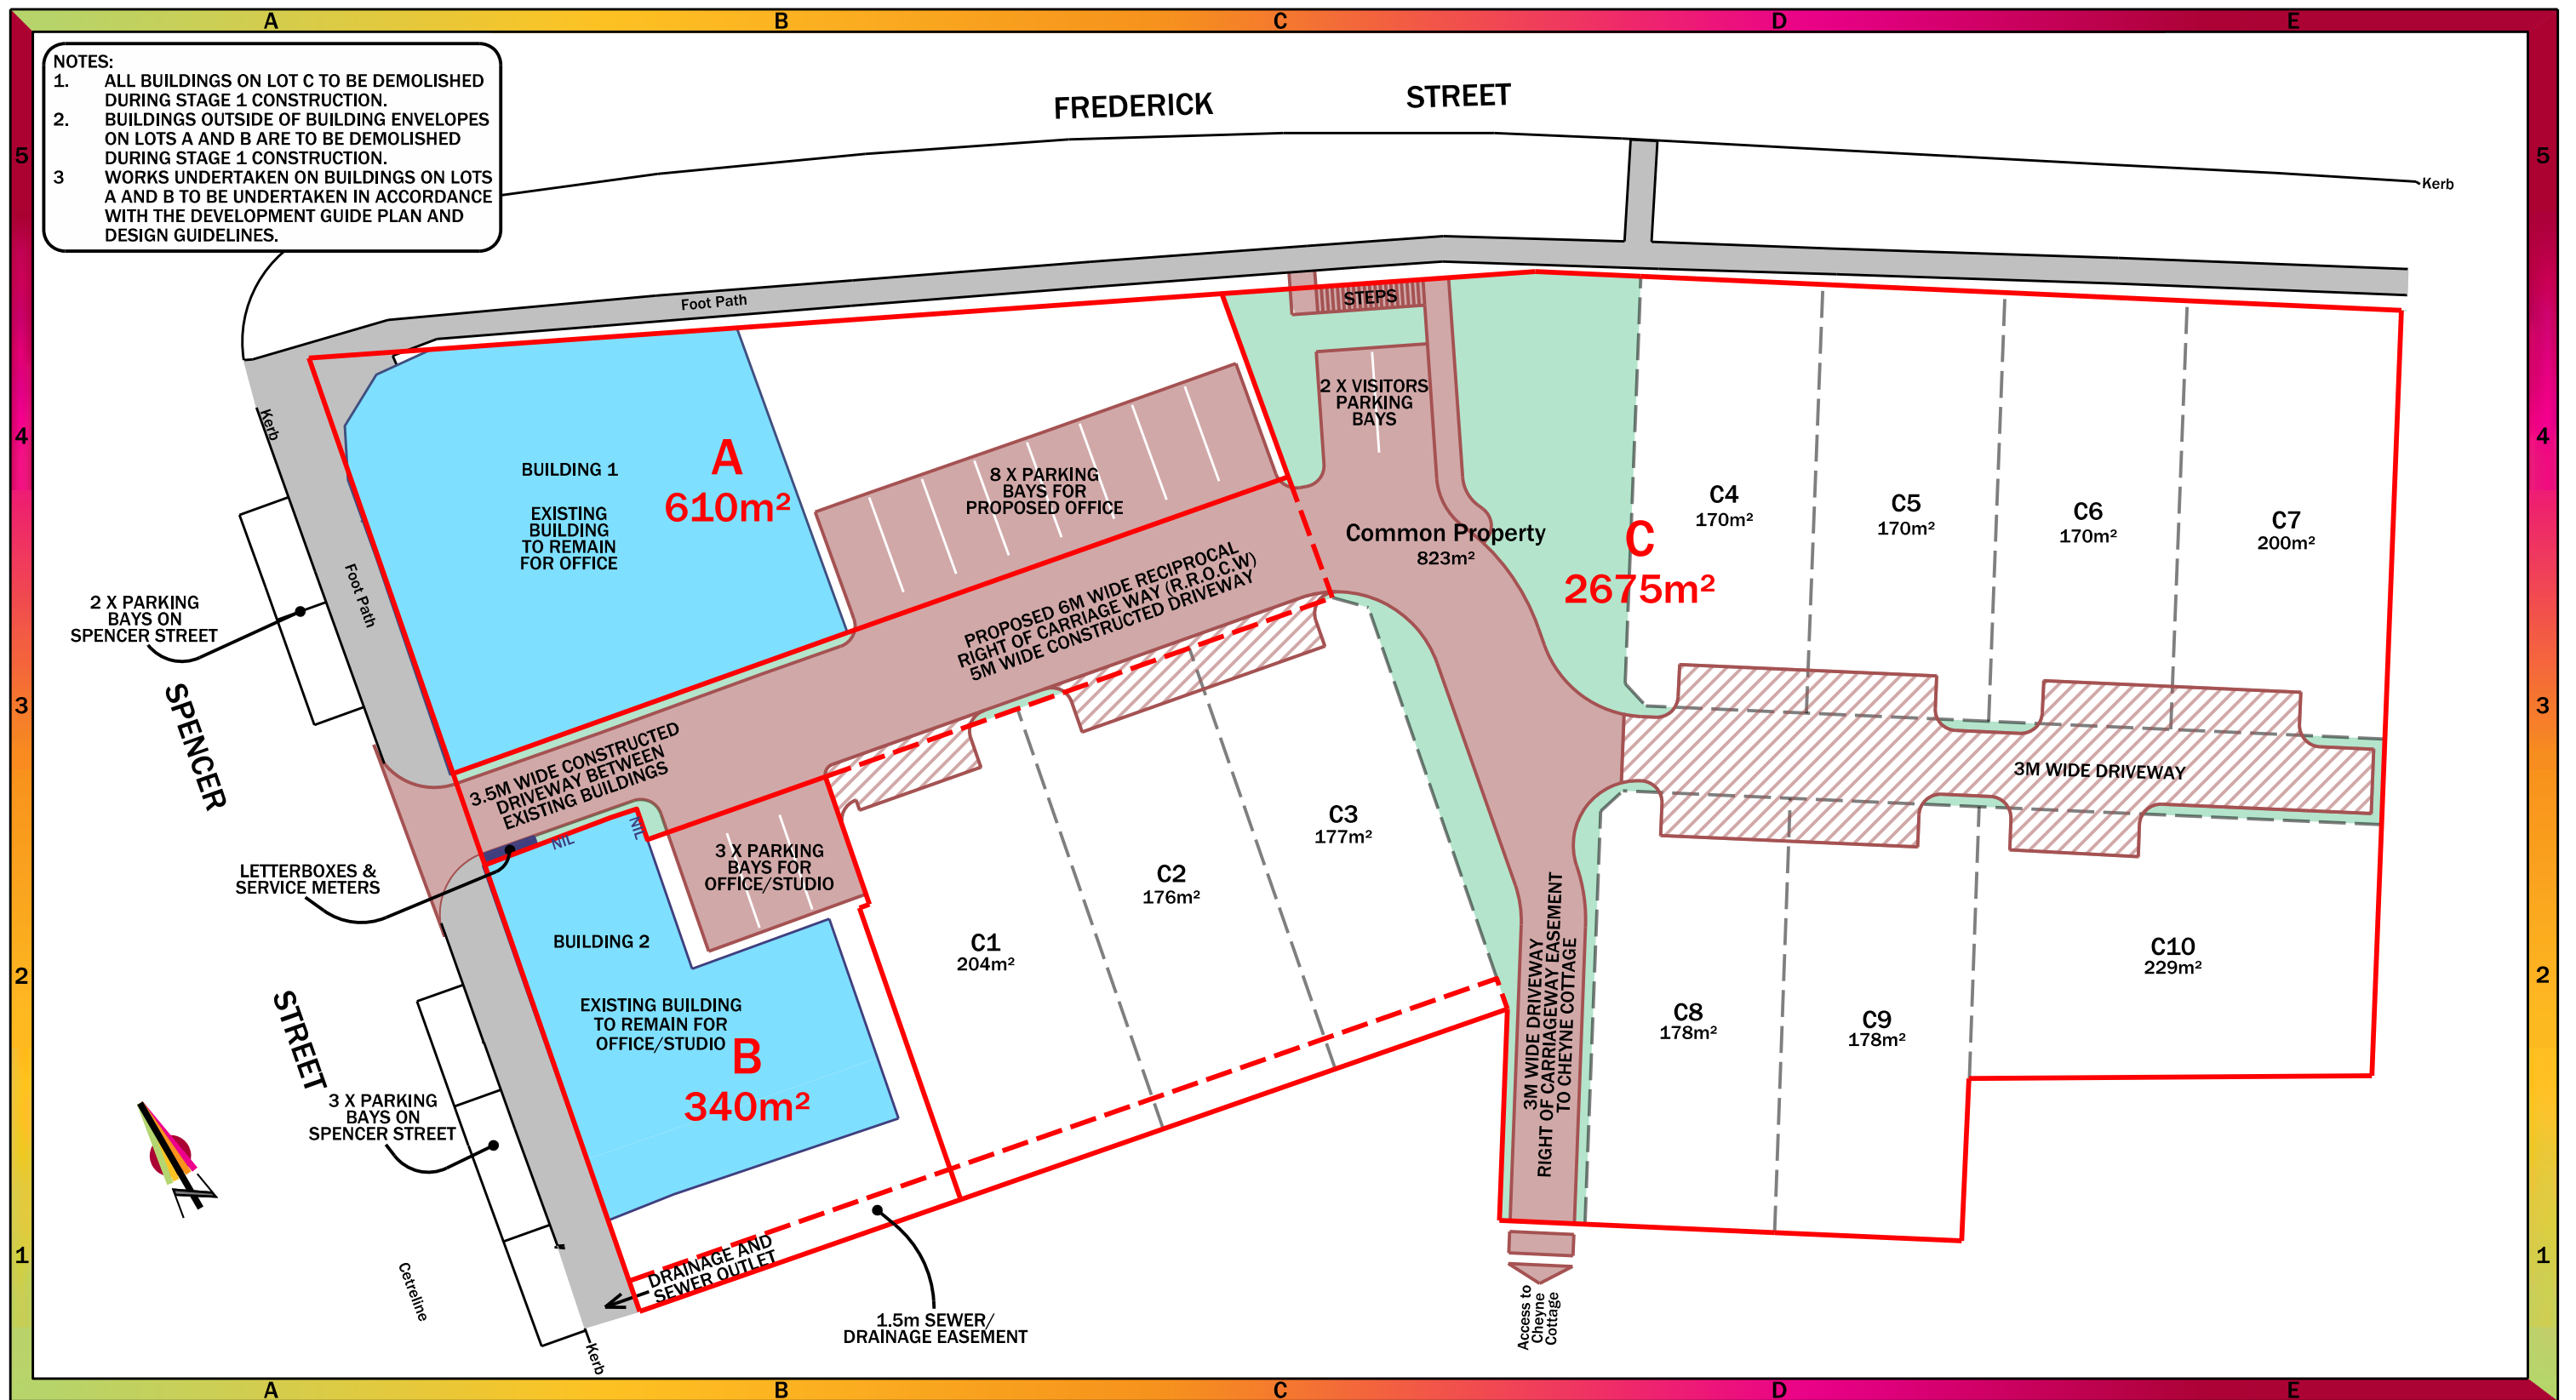 A B C D E
NOTES:
1. ALL BUILDINGS ON LOT C TO BE DEMOLISHED
DURING STAGE 1 CONSTRUCTION.
2. BUILDINGS OUTSIDE OF BUILDING ENVELOPES
ON LOTS A AND B ARE TO BE DEMOLISHED
DURING STAGE 1 CONSTRUCTION.
3 WORKS UNDERTAKEN ON BUILDINGS ON LOTS
A AND B TO BE UNDERTAKEN IN ACCORDANCE
WITH THE DEVELOPMENT GUIDE PLAN AND
DESIGN GUIDELINES.
FREDERICK STREET
5
5
Kerb
Foot Path
STEPS
2 X VISITORS
PARKING
BAYS
4
4
Kerb
BUILDING 1
EXISTING
BUILDING
TO REMAIN
FOR OFFICE
A
610m²
8 X PARKING
BAYS FOR
PROPOSED OFFICE
Common Property
823m²
C
2675m²
C4
170m²
C5
170m²
C6
170m²
C7
200m²
Foot Path
2 X PARKING
BAYS ON
SPENCER STREET
PROPOSED 6M WIDE RECIPROCAL
RIGHT OF CARRIAGE WAY (R.R.O.C.W)
5M WIDE CONSTRUCTED DRIVEWAY
3
3
SPENCER
STREET
3.5M WIDE CONSTRUCTED
DRIVEWAY BETWEEN
EXISTING BUILDINGS
3M WIDE DRIVEWAY
NIL
NIL
LETTERBOXES &
SERVICE METERS
3 X PARKING
BAYS FOR
OFFICE/STUDIO
C3
177m²
C2
176m²
C1
204m²
2
2
BUILDING 2
EXISTING BUILDING
TO REMAIN FOR
OFFICE/STUDIO
B
340m²
3M WIDE DRIVEWAY
RIGHT OF CARRIAGEWAY EASEMENT
TO CHEYNE COTTAGE
C8
178m²
C9
178m²
C10
229m²
3 X PARKING
BAYS ON
SPENCER STREET
N
1
1
Cetreline
DRAINAGE AND
SEWER OUTLET
1.5m SEWER/
DRAINAGE EASEMENT
Access to
Cheyne
Cottage
Kerb
A B C D E